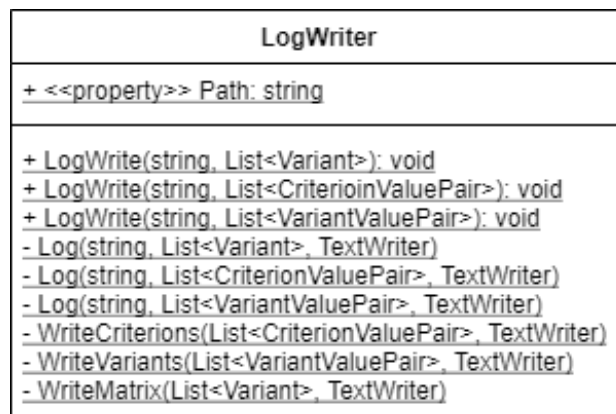 LogWriter
+ <<property>> Path: string
+ LogWrite(string, List<Variant>): void
+ LogWrite(string, List<CriterioinValuePair>): void
+ LogWrite(string, List<VariantValuePair>): void
- Log(string, List<Variant>, TextWriter)
- Log(string, List<CriterionValuePair>, TextWriter)
- Log(string, List<VariantValuePair>, TextWriter)
- WriteCriterions(List<CriterionValuePair>, TextWriter)
- WriteVariants(List<VariantValuePair>, TextWriter)
- WriteMatrix(List<Variant>, TextWriter)